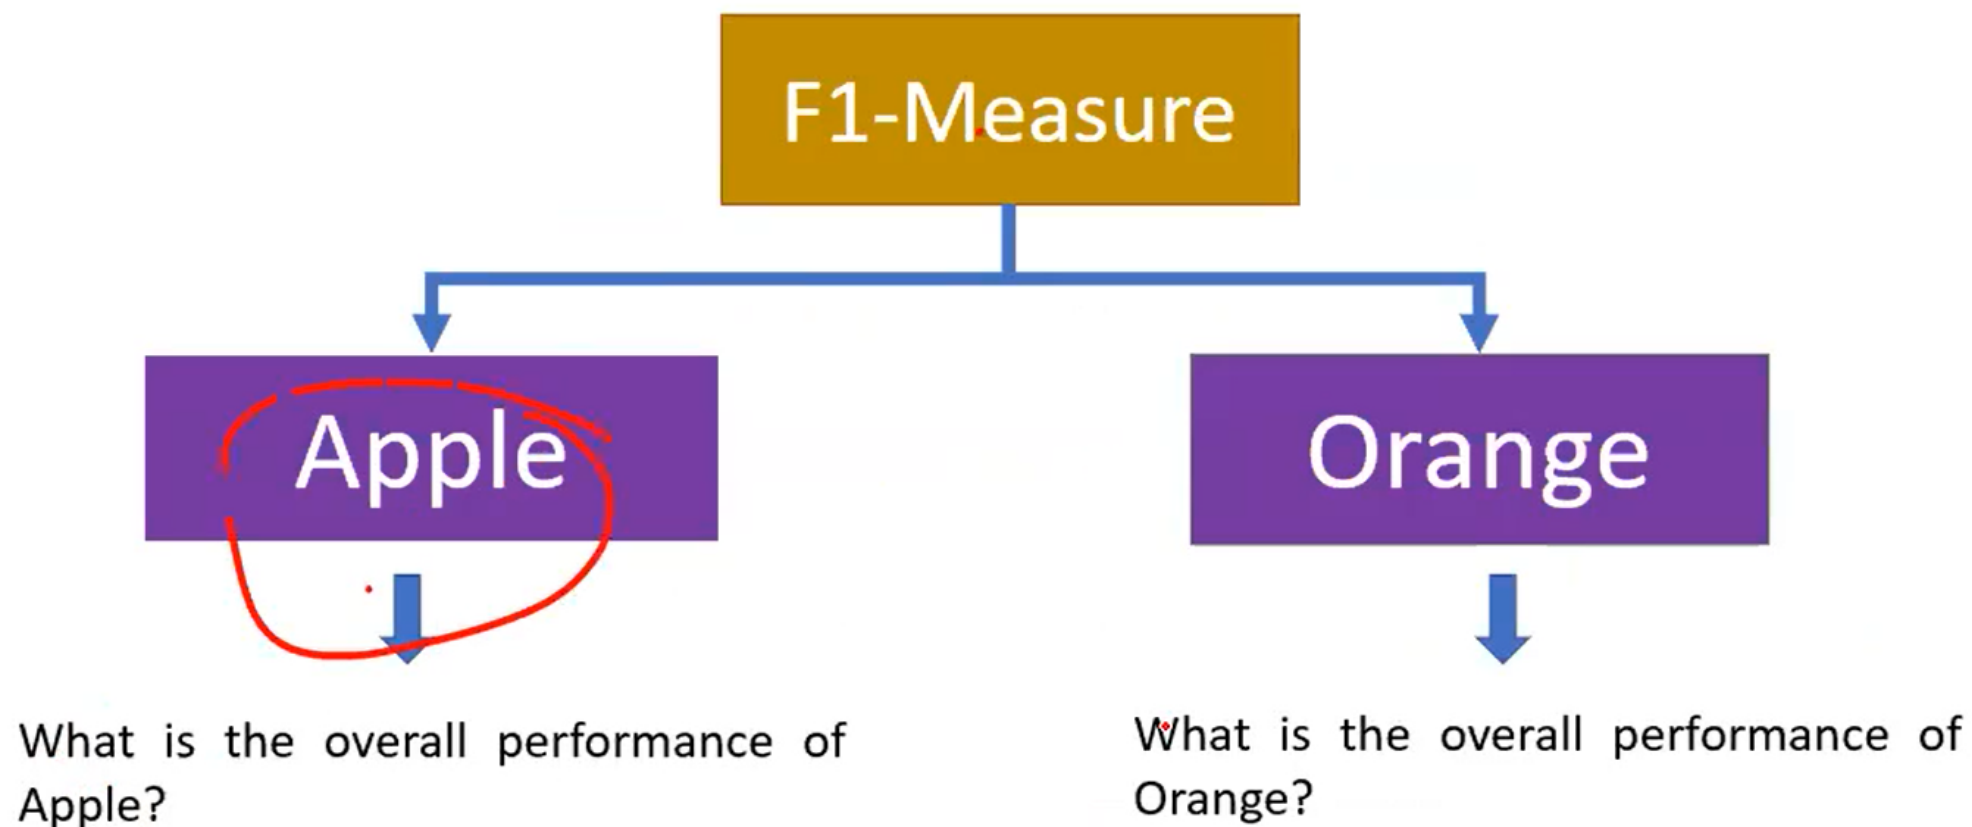 F1-Measure
Apple
Orange
What is the overall performance of
Apple?
What is the overall performance of
Orange?